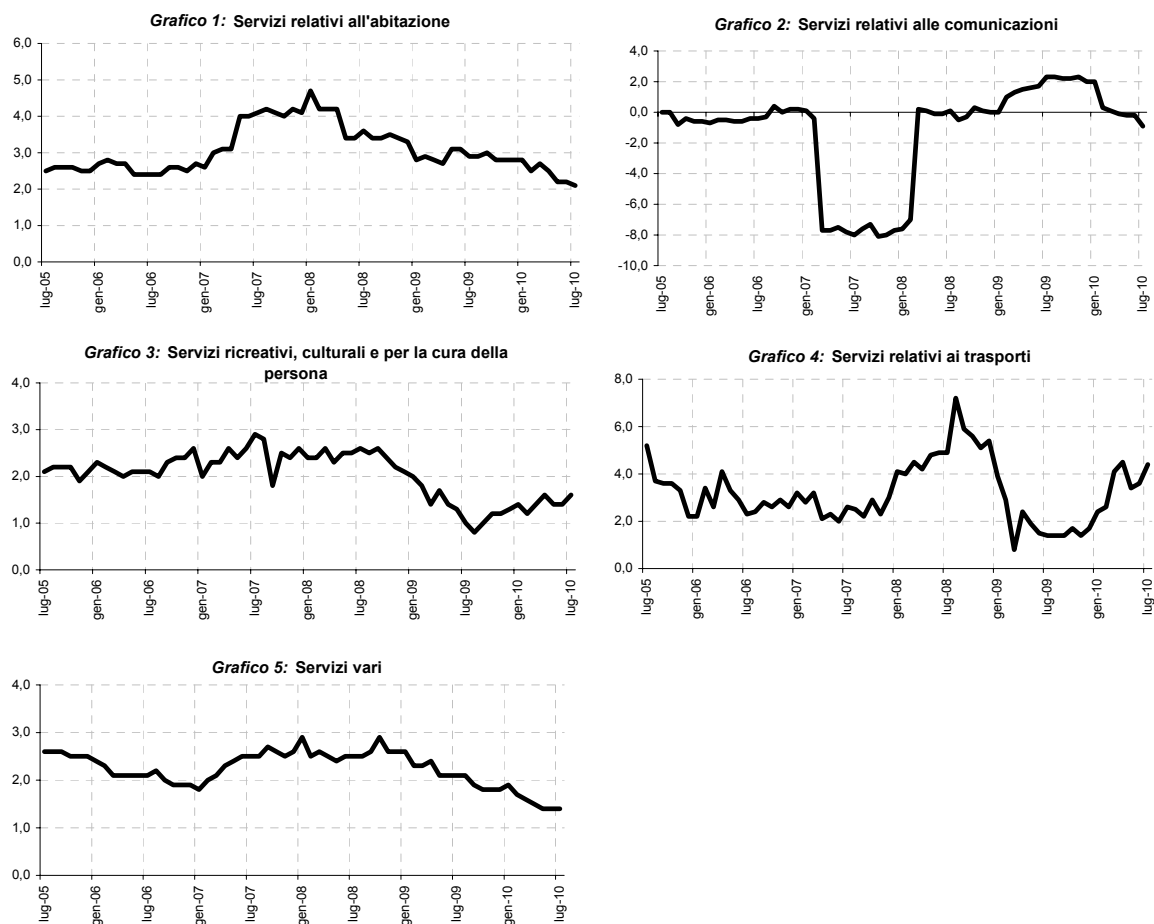 Grafico 1: Servizi relativi all'abitazione
6,0
5,0
4,0
3,0
2,0
1,0
0,0
lug-05
gen-06
lug-06
gen-07
lug-07
gen-08
lug-08
gen-09
lug-09
gen-10
lug-10
Grafico 2: Servizi relativi alle comunicazioni
4,0
2,0
0,0
-2,0
-4,0
-6,0
-8,0
-10,0
lug-05
gen-06
lug-06
gen-07
lug-07
gen-08
lug-08
gen-09
lug-09
gen-10
lug-10
Grafico 3: Servizi ricreativi, culturali e per la cura della
persona
4,0
3,0
2,0
1,0
0,0
lug-05
gen-06
lug-06
gen-07
lug-07
gen-08
lug-08
gen-09
lug-09
gen-10
lug-10
Grafico 4: Servizi relativi ai trasporti
8,0
6,0
4,0
2,0
0,0
lug-05
gen-06
lug-06
gen-07
lug-07
gen-08
lug-08
gen-09
lug-09
gen-10
lug-10
Grafico 5: Servizi vari
4,0
3,0
2,0
1,0
0,0
lug-05
gen-06
lug-06
gen-07
lug-07
gen-08
lug-08
gen-09
lug-09
gen-10
lug-10